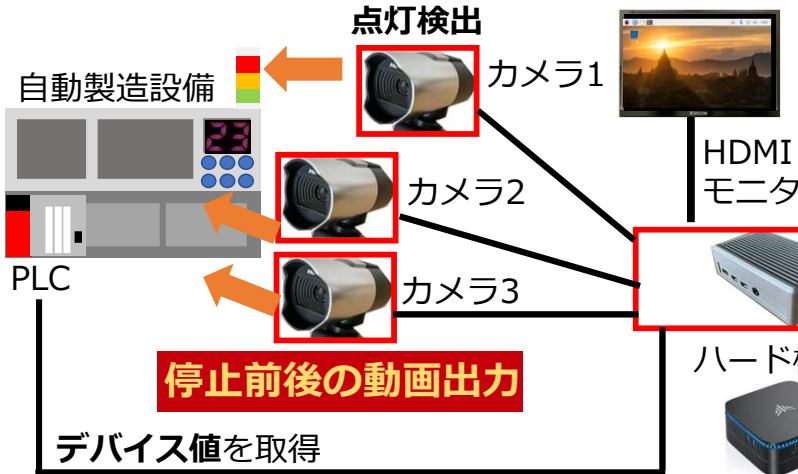 点灯検出
カメラ1
自動製造設備
23
HDMI
モニタ
カメラ2
PLC
カメラ3
停止前後の動画出力
ハード
デバイス値を取得